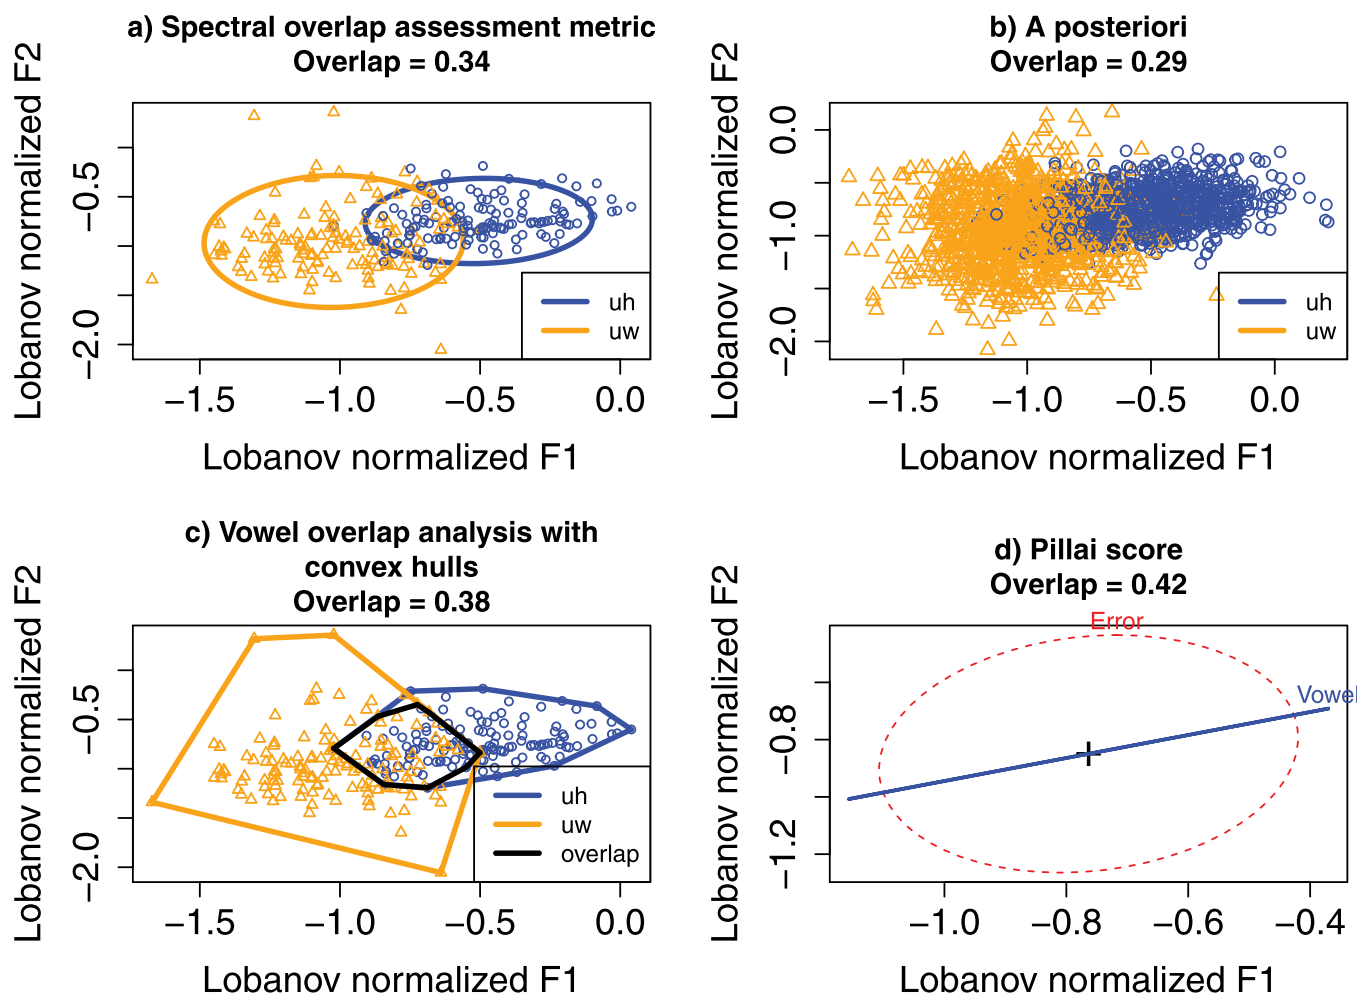 a) Spectral overlap assessment metric
Overlap = 0.34
Lobanov normalized F2
−0.5
−2.0
uh
uw
−1.5 −1.0 −0.5 0.0
Lobanov normalized F1
b) A posteriori
Overlap = 0.29
Lobanov normalized F2
0.0
−1.0
−2.0
uh
uw
−1.5 −1.0 −0.5 0.0
Lobanov normalized F1
c) Vowel overlap analysis with
convex hulls
Overlap = 0.38
Lobanov normalized F2
−0.5
−2.0
uh
uw
overlap
−1.5 −1.0 −0.5 0.0
Lobanov normalized F1
d) Pillai score
Overlap = 0.42
Lobanov normalized F2
Error
Vowel
−0.8
−1.2
−1.0 −0.8 −0.6 −0.4
Lobanov normalized F1